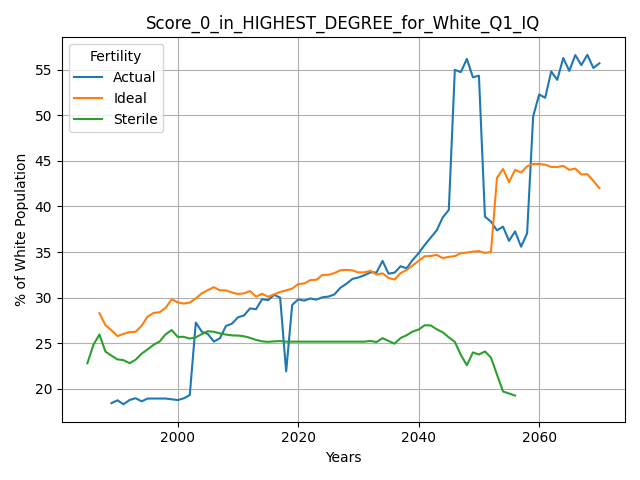 Score_0_in_HIGHEST_DEGREE_for_White_Q1_IQ
Fertility
Actual
Ideal
Sterile
% of White Population
55
50
45
40
35
30
25
20
2000
2020
2040
2060
Years